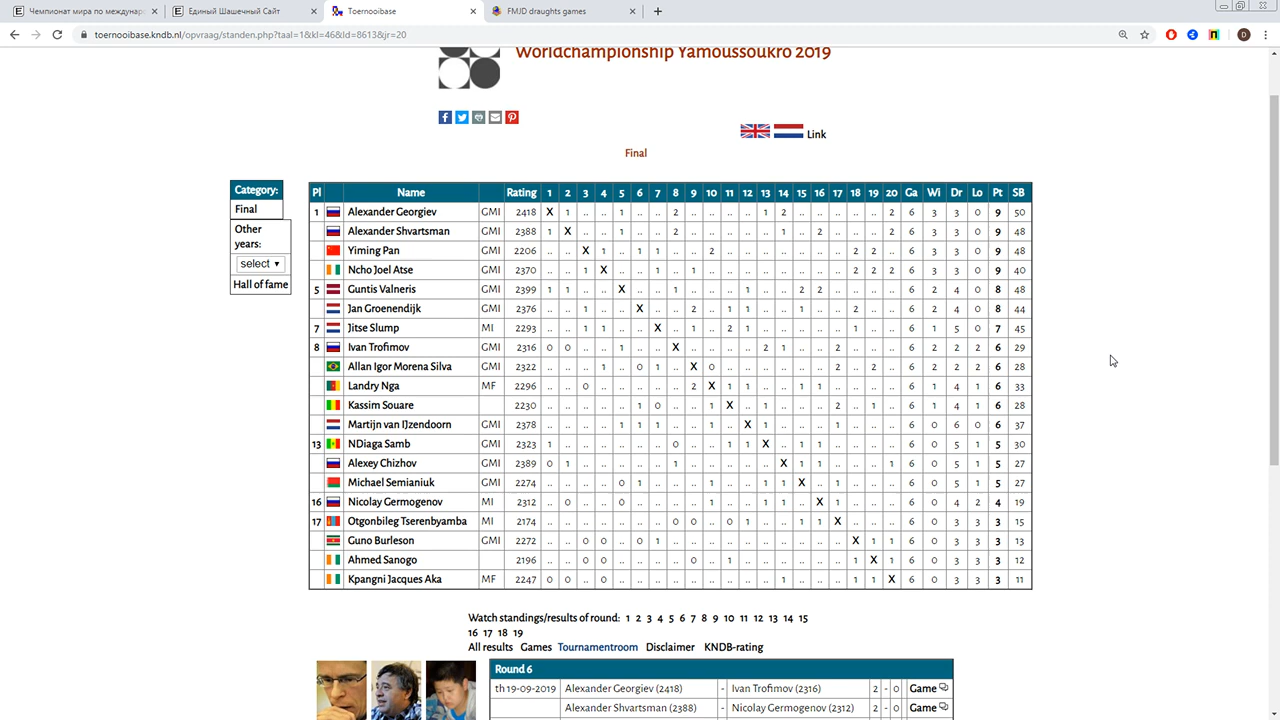 Чемпионат мира по междунар
Единый Шашечный Сайт
Toernooibase
FMJD draughts games
toernooibase.kndb.nl/opvraag/standen.php?taal=1&kl=46&Id=8613&jr=20
Worldchampionship Yamoussoukro 2019
Link
Final
Category:
Final
Other years:
select
Hall of fame
Pl Name Rating 1 2 3 4 5 6 7 8 9 10 11 12 13 14 15 16 17 18 19 20 Ga Wi Dr Lo Pt SB
1 Alexander Georgiev GMI 2418 X 1 .. .. 1 .. .. 2 .. .. .. .. 1 2 .. .. .. .. .. 2 6 3 3 0 9 50
Alexander Shvartsman GMI 2388 1 X .. .. 1 .. .. 2 .. .. .. .. .. 1 .. 2 .. .. .. 2 6 3 3 0 9 48
Yiming Pan GMI 2206 .. .. X 1 .. 1 1 .. .. 2 .. .. .. .. .. .. .. 2 2 .. 6 3 3 0 9 48
Ncho Joel Atse GMI 2370 .. .. 1 X .. .. 1 .. 1 .. .. .. .. .. .. .. .. 2 2 2 6 3 3 0 9 40
5 Guntis Valneris GMI 2399 1 1 .. .. X .. .. 1 .. .. .. 1 .. .. 2 2 .. .. .. .. 6 2 4 0 8 48
Jan Groenendijk GMI 2376 .. .. 1 .. .. X .. .. 2 .. 1 1 .. .. 1 .. .. 2 .. .. 6 2 4 0 8 44
7 Jitse Slump MI 2293 .. .. 1 1 .. .. X .. 1 .. 2 1 .. .. .. .. .. 1 .. .. 6 1 5 0 7 45
8 Ivan Trofimov GMI 2316 0 0 .. .. 1 .. .. X .. .. .. .. 2 1 .. .. 2 .. .. .. 6 2 2 2 6 29
Allan Igor Morena Silva GMI 2322 .. .. .. 1 .. 0 1 .. X 0 .. .. .. .. .. .. 2 .. 2 .. 6 2 2 2 6 28
Landry Nga MF 2296 .. .. 0 .. .. .. .. .. 2 X 1 1 .. .. 1 1 .. .. .. .. 6 1 4 1 6 33
Kassim Souare 2230 .. .. .. .. .. 1 0 .. .. 1 X .. 1 .. .. .. 2 .. 1 .. 6 1 4 1 6 28
Martijn van IJzendoorn GMI 2378 .. .. .. .. 1 1 1 .. .. 1 .. X 1 .. .. .. 1 .. .. .. 6 0 6 0 6 37
13 NDiaga Samb GMI 2323 1 .. .. .. .. .. .. 0 .. .. 1 1 X .. 1 1 .. .. .. .. 6 0 5 1 5 30
Alexey Chizhov GMI 2389 0 1 .. .. .. .. .. 1 .. .. .. .. .. X 1 1 .. .. .. 1 6 0 5 1 5 27
Michael Semianiuk GMI 2274 .. .. .. .. 0 1 .. .. .. 1 .. .. 1 1 X .. 1 .. .. .. 6 0 5 1 5 27
16 Nicolay Germogenov MI 2312 .. 0 .. .. 0 .. .. .. .. 1 .. .. 1 1 .. X 1 .. .. .. 6 0 4 2 4 19
17 Otgonbileg Tserenbyamba MI 2174 .. .. .. .. .. .. .. 0 0 .. 0 1 .. .. 1 1 X .. .. .. 6 0 3 3 3 15
Guno Burleson GMI 2272 .. .. 0 0 .. 0 1 .. .. .. .. .. .. .. .. .. .. X 1 1 6 0 3 3 3 13
Ahmed Sanogo 2196 .. .. 0 0 .. .. .. .. 0 .. 1 .. .. .. .. .. .. 1 X 1 6 0 3 3 3 12
Kpangni Jacques Aka MF 2247 0 0 .. 0 .. .. .. .. .. .. .. .. .. 1 .. .. .. 1 1 X 6 0 3 3 3 11
Watch standings/results of round: 1 2 3 4 5 6 7 8 9 10 11 12 13 14 15
16 17 18 19
All results Games Tournamentroom Disclaimer KNDB-rating
Round 6
th 19-09-2019 Alexander Georgiev (2418) - Ivan Trofimov (2316) 2 - 0 Game
Alexander Shvartsman (2388) - Nicolay Germogenov (2312) 2 - 0 Game